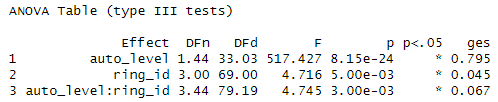 ANOVA Table (type III tests)
Effect DFn DFd F p p<.05 ges
1 auto_level 1.44 33.03 517.427 8.15e-24 * 0.795
2 ring_id 3.00 69.00 4.716 5.00e-03 * 0.045
3 auto_level:ring_id 3.44 79.19 4.745 3.00e-03 * 0.067